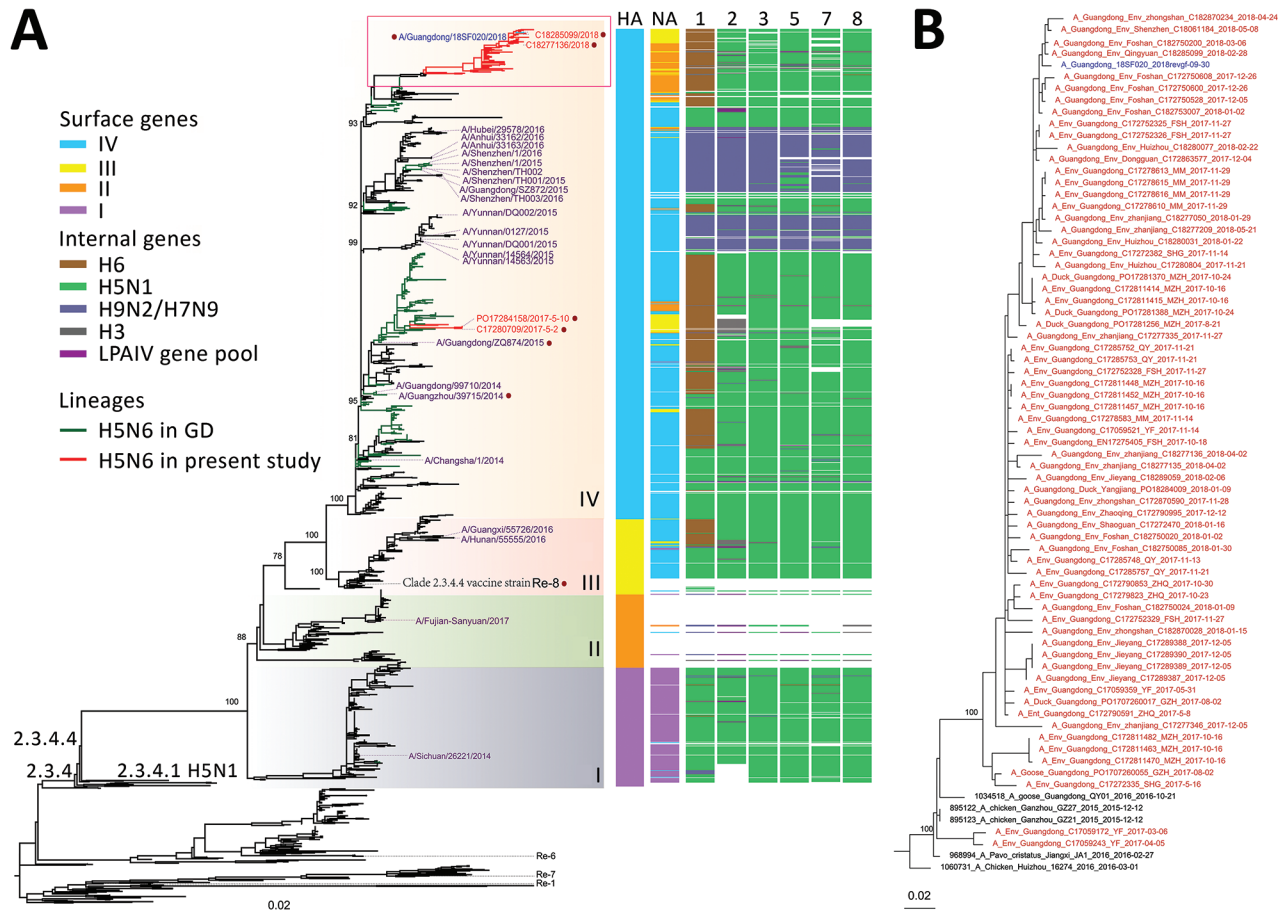 A
HA
NA
1
2
3
5
7
8
B
Surface genes
IV
III
II
I
Internal genes
H6
H5N1
H9N2/H7N9
H3
LPAIV gene pool
Lineages
H5N6 in GD
H5N6 in present study
A/Guangdong/18SF020/2018
C18285099/2018
C18277136/2018
93
A/Hubei/29578/2016
A/Anhui/33162/2016
A/Anhui/33163/2016
A/Shenzhen/1/2016
A/Shenzhen/1/2015
A/Shenzhen/TH002
A/Shenzhen/TH001/2015
A/Guangdong/SZ872/2015
A/Shenzhen/TH003/2016
92
A/Yunnan/DQ002/2015
A/Yunnan/0127/2015
99
A/Yunnan/DQ001/2015
A/Yunnan/14564/2015
A/Yunnan/14563/2015
PO17284158/2017-5-10
C17280709/2017-5-2
A/Guangdong/ZQ874/2015
A/Guangdong/99710/2014
A/Guangzhou/39715/2014
95
81
A/Changsha/1/2014
100
IV
A/Guangxi/55726/2016
A/Hunan/55555/2016
100
78
100
Clade 2.3.4.4 vaccine strain Re-8
III
A/Fujian-Sanyuan/2017
88
II
100
2.3.4.4
A/Sichuan/26221/2014
2.3.4
2.3.4.1 H5N1
I
Re-6
Re-7
Re-1
0.02
A_Guangdong_Env_zhongshan_C182870234_2018-04-24
A_Guangdong_Env_Shenzhen_C18061184_2018-05-08
A_Guangdong_Env_Foshan_C182750200_2018-03-06
A_Guangdong_Env_Qingyuan_C18285099_2018-02-28
A_Guangdong_18SF020_2018revgf-09-30
A_Guangdong_Env_Foshan_C172750608_2017-12-26
A_Guangdong_Env_Foshan_C172750600_2017-12-26
A_Guangdong_Env_Foshan_C172750528_2017-12-05
A_Guangdong_Env_Foshan_C182753007_2018-01-02
A_Env_Guangdong_C172752325_FSH_2017-11-27
A_Env_Guangdong_C172752326_FSH_2017-11-27
A_Guangdong_Env_Huizhou_C18280077_2018-02-22
A_Guangdong_Env_Dongguan_C172863577_2017-12-04
A_Env_Guangdong_C17278613_MM_2017-11-29
A_Env_Guangdong_C17278615_MM_2017-11-29
A_Env_Guangdong_C17278616_MM_2017-11-29
A_Env_Guangdong_C17278610_MM_2017-11-29
A_Guangdong_Env_zhanjiang_C18277050_2018-01-29
A_Guangdong_Env_zhanjiang_C18277209_2018-05-21
A_Guangdong_Env_Huizhou_C18280031_2018-01-22
A_Env_Guangdong_C17272382_SHG_2017-11-14
A_Guangdong_Env_Huizhou_C17280804_2017-11-21
A_Duck_Guangdong_PO17281370_MZH_2017-10-24
A_Env_Guangdong_C172811414_MZH_2017-10-16
A_Env_Guangdong_C172811415_MZH_2017-10-16
A_Duck_Guangdong_PO17281388_MZH_2017-10-24
A_Duck_Guangdong_PO17281256_MZH_2017-8-21
A_Guangdong_Env_zhanjiang_C17277335_2017-11-27
A_Env_Guangdong_C17285752_QY_2017-11-21
A_Env_Guangdong_C17285753_QY_2017-11-21
A_Env_Guangdong_C172752328_FSH_2017-11-27
A_Env_Guangdong_C172811448_MZH_2017-10-16
A_Env_Guangdong_C172811452_MZH_2017-10-16
A_Env_Guangdong_C172811457_MZH_2017-10-16
A_Env_Guangdong_C17278583_MM_2017-11-14
A_Env_Guangdong_C17059521_YF_2017-11-14
A_Env_Guangdong_EN17275405_FSH_2017-10-18
A_Guangdong_Env_zhanjiang_C18277136_2018-04-02
A_Guangdong_Env_zhanjiang_C18277135_2018-04-02
A_Guangdong_Env_Jieyang_C18289059_2018-02-06
A_Guangdong_Duck_Yangjiang_PO18284009_2018-01-09
A_Guangdong_Env_zhongshan_C172870590_2017-11-28
A_Guangdong_Env_Zhaoqing_C172790995_2017-12-12
A_Guangdong_Env_Shaoguan_C17272470_2018-01-16
A_Guangdong_Env_Foshan_C182750020_2018-01-02
A_Guangdong_Env_Foshan_C182750085_2018-01-30
A_Env_Guangdong_C17285748_QY_2017-11-13
A_Env_Guangdong_C17285757_QY_2017-11-21
A_Env_Guangdong_C172790853_ZHQ_2017-10-30
A_Env_Guangdong_C17279823_ZHQ_2017-10-23
A_Guangdong_Env_Foshan_C182750024_2018-01-09
A_Env_Guangdong_C172752329_FSH_2017-11-27
A_Guangdong_Env_zhongshan_C182870028_2018-01-15
A_Guangdong_Env_Jieyang_C17289388_2017-12-05
A_Guangdong_Env_Jieyang_C17289390_2017-12-05
A_Guangdong_Env_Jieyang_C17289389_2017-12-05
A_Guangdong_Env_Jieyang_C17289387_2017-12-05
A_Env_Guangdong_C17059359_YF_2017-05-31
A_Duck_Guangdong_PO1707260017_GZH_2017-08-02
100
A_Ent_Guangdong_C172790591_ZHQ_2017-5-8
A_Guangdong_Env_zhanjiang_C17277346_2017-12-05
A_Env_Guangdong_C172811482_MZH_2017-10-16
A_Env_Guangdong_C172811463_MZH_2017-10-16
A_Env_Guangdong_C172811470_MZH_2017-10-16
A_Goose_Guangdong_PO1707260055_GZH_2017-08-02
A_Env_Guangdong_C17272335_SHG_2017-5-16
1034518_A_goose_Guangdong_QY01_2016_2016-10-21
895122_A_chicken_Ganzhou_GZ27_2015_2015-12-12
895123_A_chicken_Ganzhou_GZ21_2015_2015-12-12
100
A_Env_Guangdong_C17059172_YF_2017-03-06
A_Env_Guangdong_C17059243_YF_2017-04-05
968994_A_Pavo_cristatus_Jiangxi_JA1_2016_2016-02-27
1060731_A_Chicken_Huizhou_16274_2016_2016-03-01
0.02